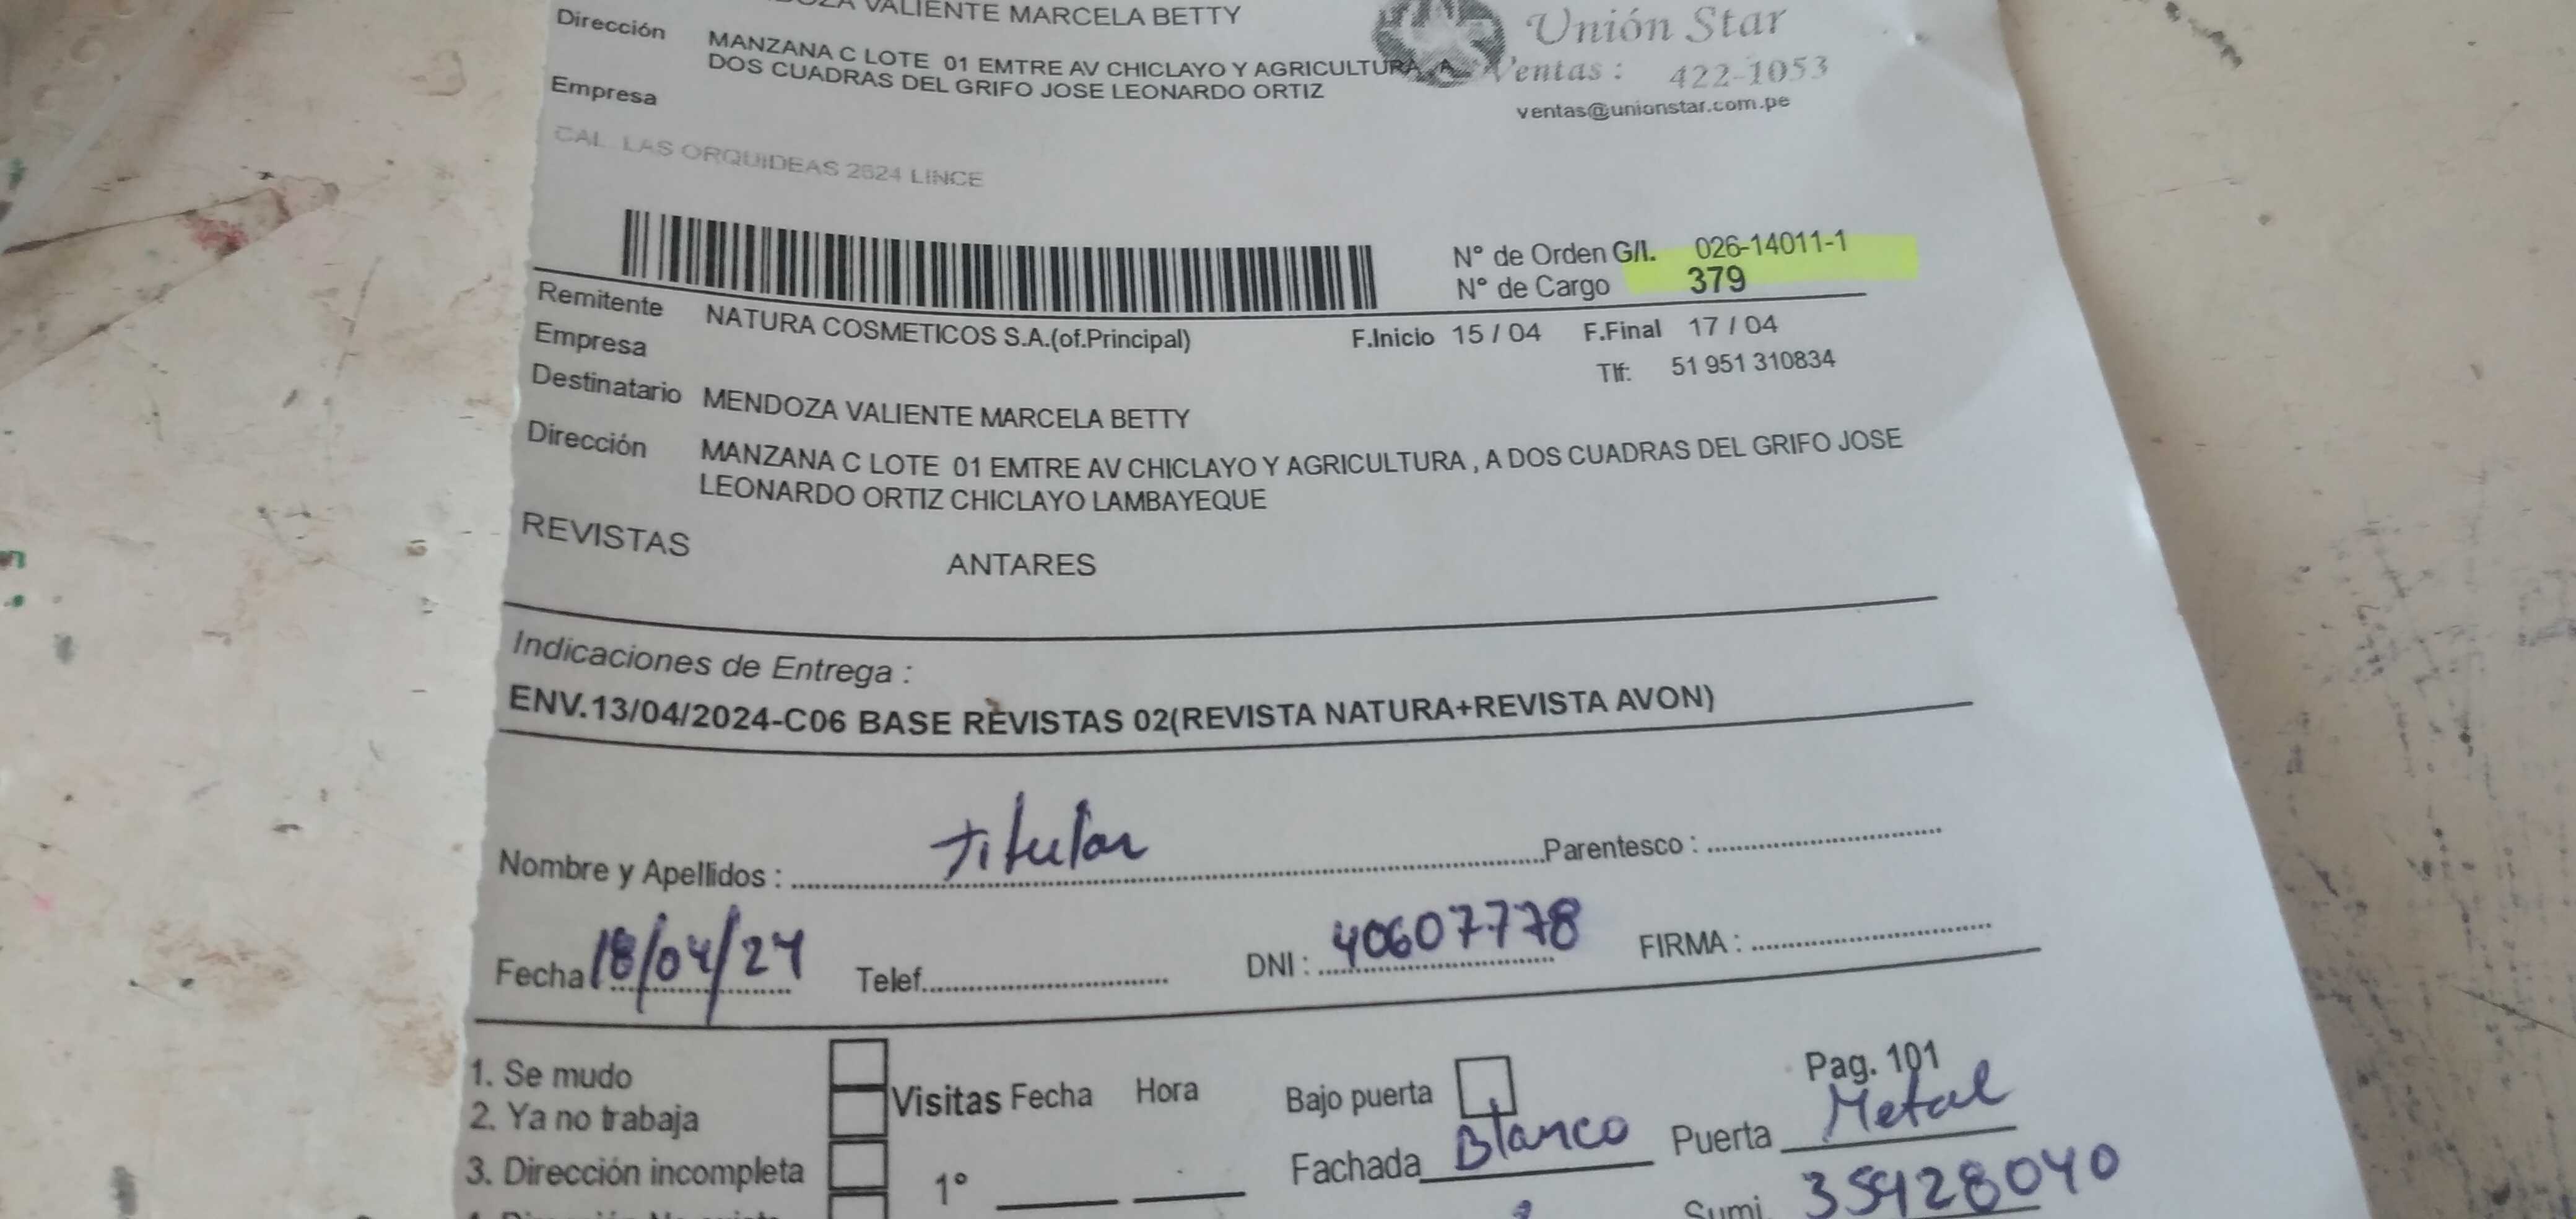 VALIENTE MARCELA BETTY
Unión Star
Dirección MANZANA C LOTE 01 EMTRE AV CHICLAYO Y AGRICULTURA, A
DOS CUADRAS DEL GRIFO JOSE LEONARDO ORTIZ
Ventas : 422-1053
Empresa
ventas@unionstar.com.pe
CAL LAS ORQUIDEAS 2624 LINCE
N° de Orden G/I. 026-14011-1
N° de Cargo 379
Remitente NATURA COSMETICOS S.A.(of.Principal) F.Inicio 15 / 04 F.Final 17 / 04
Empresa Tlf: 51 951 310834
Destinatario MENDOZA VALIENTE MARCELA BETTY
Dirección MANZANA C LOTE 01 EMTRE AV CHICLAYO Y AGRICULTURA , A DOS CUADRAS DEL GRIFO JOSE
LEONARDO ORTIZ CHICLAYO LAMBAYEQUE
REVISTAS ANTARES
Indicaciones de Entrega :
ENV.13/04/2024-C06 BASE REVISTAS 02(REVISTA NATURA+REVISTA AVON)
Nombre y Apellidos : titular Parentesco :
Fecha 18/04/24 Telef. DNI : 40607778 FIRMA :
Pag. 101
1. Se mudo Visitas Fecha Hora Bajo puerta
2. Ya no trabaja Fachada Blanco Puerta Metal
3. Dirección incompleta 1°
Sumi. 35428040